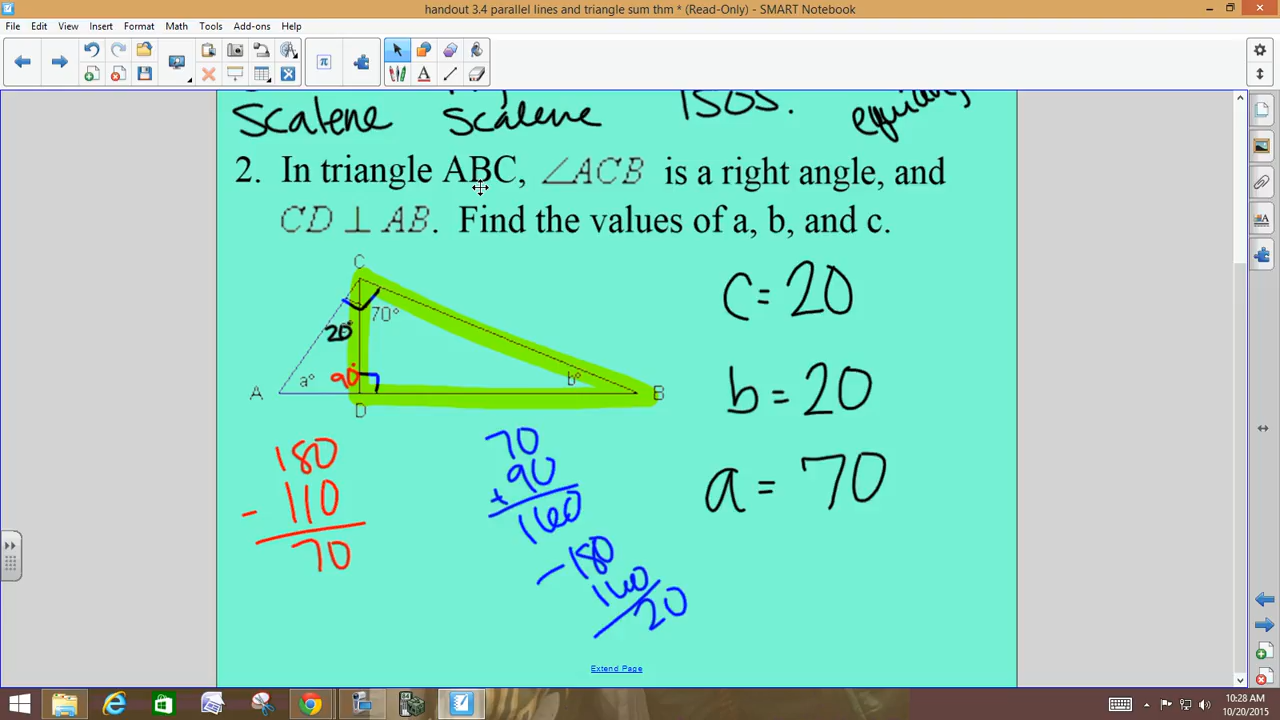 handout 3.4 parallel lines and triangle sum thm * (Read-Only) - SMART Notebook
File Edit View Insert Format Math Tools Add-ons Help
Scalene scalene isos.
2. In triangle ABC, ∠ACB is a right angle, and
CD ⊥ AB. Find the values of a, b, and c.
C
70°
20°
a°
90°
b°
A
B
D
c = 20
b = 20
a = 70
180
- 110
70
70
+ 90
160
- 180
160
20
Extend Page
10:28 AM
10/20/2015